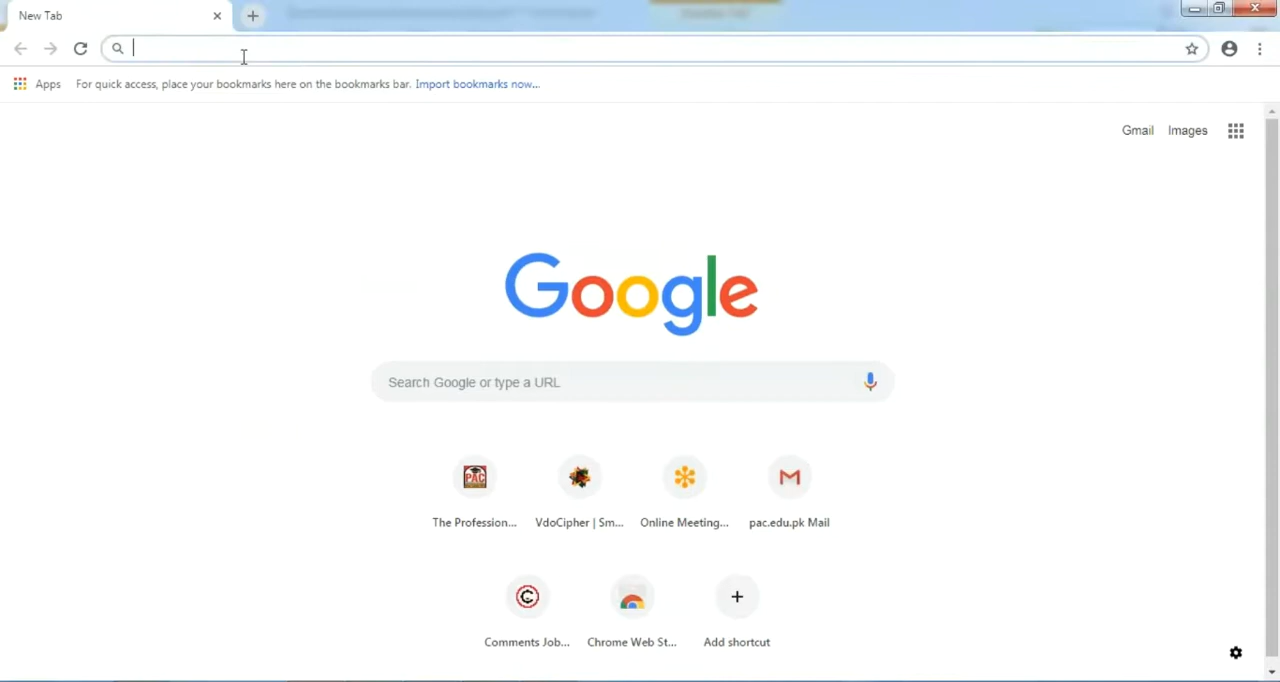 New Tab
Apps For quick access, place your bookmarks here on the bookmarks bar. Import bookmarks now...
Gmail Images
Google
Search Google or type a URL
PAC
The Profession... VdoCipher | Sm... Online Meeting... pac.edu.pk Mail
Comments Job... Chrome Web St... Add shortcut